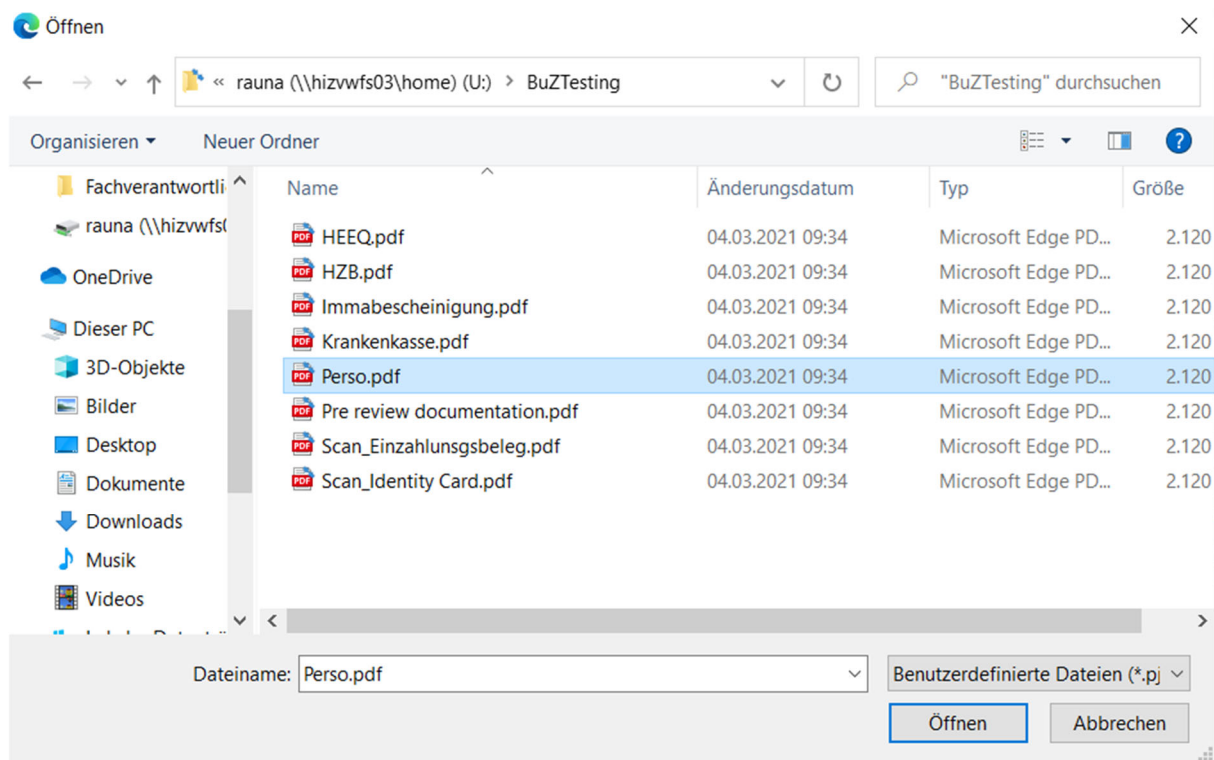 Öffnen
« rauna (\\hizvwfs03\home) (U:) > BuZTesting
"BuZTesting" durchsuchen
Organisieren
Neuer Ordner
Name Änderungsdatum Typ Größe
Fachverantwortli
rauna (\\hizvwfs(
OneDrive
Dieser PC
3D-Objekte
Bilder
Desktop
Dokumente
Downloads
Musik
Videos
HEEQ.pdf 04.03.2021 09:34 Microsoft Edge PD... 2.120
HZB.pdf 04.03.2021 09:34 Microsoft Edge PD... 2.120
Immabescheinigung.pdf 04.03.2021 09:34 Microsoft Edge PD... 2.120
Krankenkasse.pdf 04.03.2021 09:34 Microsoft Edge PD... 2.120
Perso.pdf 04.03.2021 09:34 Microsoft Edge PD... 2.120
Pre review documentation.pdf 04.03.2021 09:34 Microsoft Edge PD... 2.120
Scan_Einzahlunsgsbeleg.pdf 04.03.2021 09:34 Microsoft Edge PD... 2.120
Scan_Identity Card.pdf 04.03.2021 09:34 Microsoft Edge PD... 2.120
Dateiname: Perso.pdf
Benutzerdefinierte Dateien (*.pj
Öffnen
Abbrechen